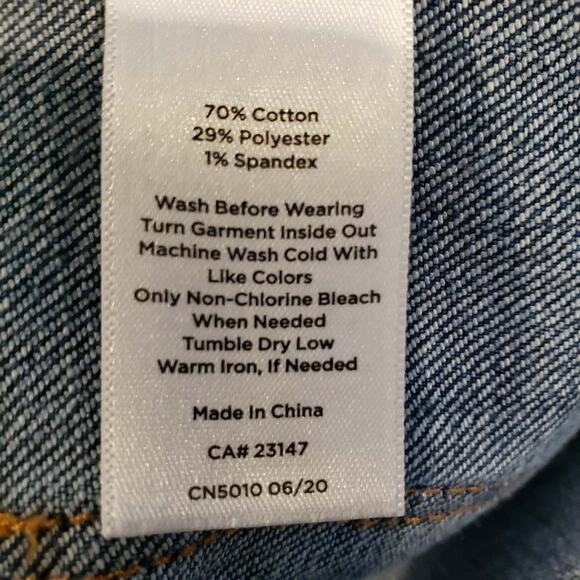 70% Cotton
29% Polyester
1% Spandex
Wash Before Wearing
Turn Garment Inside Out
Machine Wash Cold With
Like Colors
Only Non-Chlorine Bleach
When Needed
Tumble Dry Low
Warm Iron, If Needed
Made In China
CA# 23147
CN5010 06/20